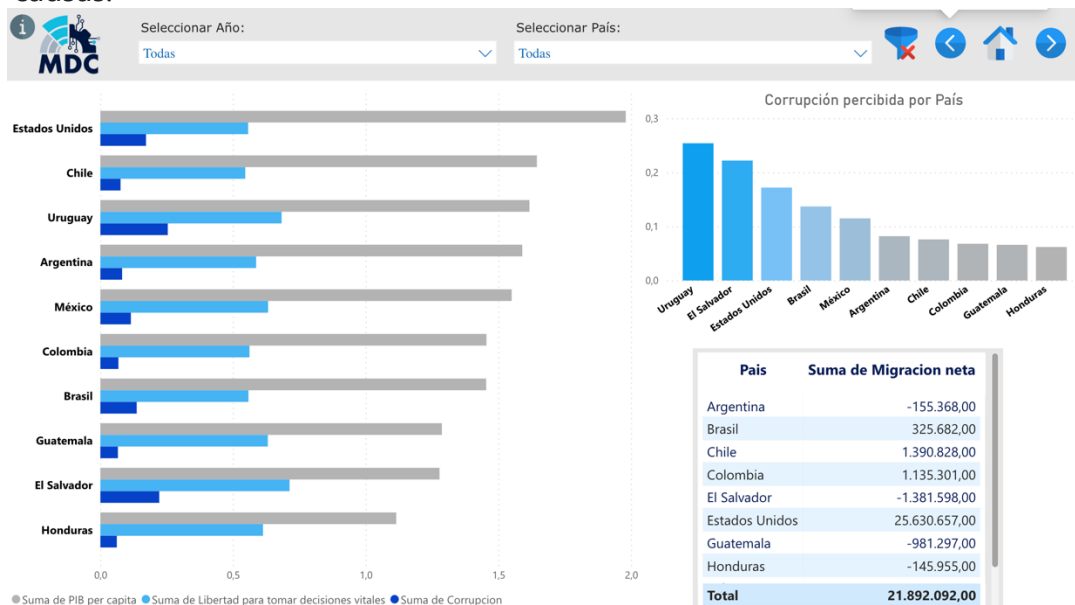 MDC
Seleccionar Año:
Todas
Seleccionar País:
Todas
Estados Unidos
Chile
Uruguay
Argentina
México
Colombia
Brasil
Guatemala
El Salvador
Honduras
0,0 0,5 1,0 1,5 2,0
Suma de PIB per capita Suma de Libertad para tomar decisiones vitales Suma de Corrupcion
Corrupción percibida por País
0,3
0,2
0,1
0,0
Uruguay El Salvador Estados Unidos Brasil México Argentina Chile Colombia Guatemala Honduras
Pais Suma de Migracion neta
Argentina -155.368,00
Brasil 325.682,00
Chile 1.390.828,00
Colombia 1.135.301,00
El Salvador -1.381.598,00
Estados Unidos 25.630.657,00
Guatemala -981.297,00
Honduras -145.955,00
Total 21.892.092,00